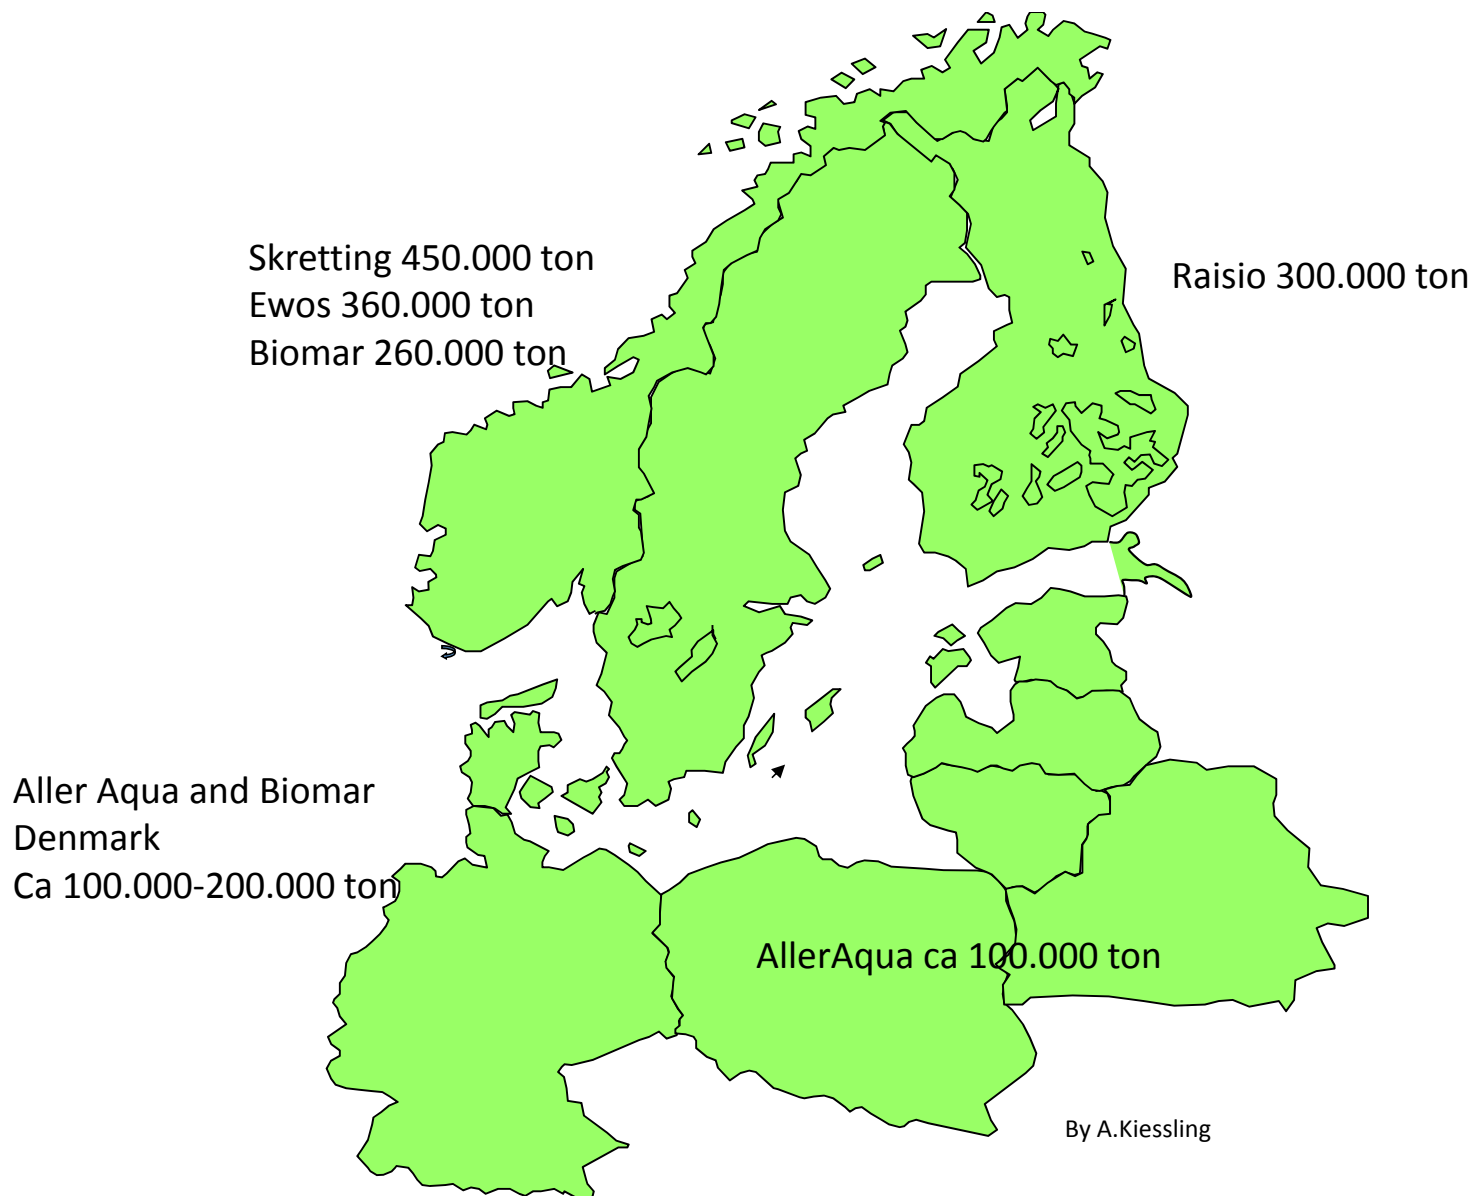 Skretting 450.000 ton
Ewos 360.000 ton
Biomar 260.000 ton
Raisio 300.000 ton
Aller Aqua and Biomar
Denmark
Ca 100.000-200.000 ton
AllerAqua ca 100.000 ton
By A.Kiessling